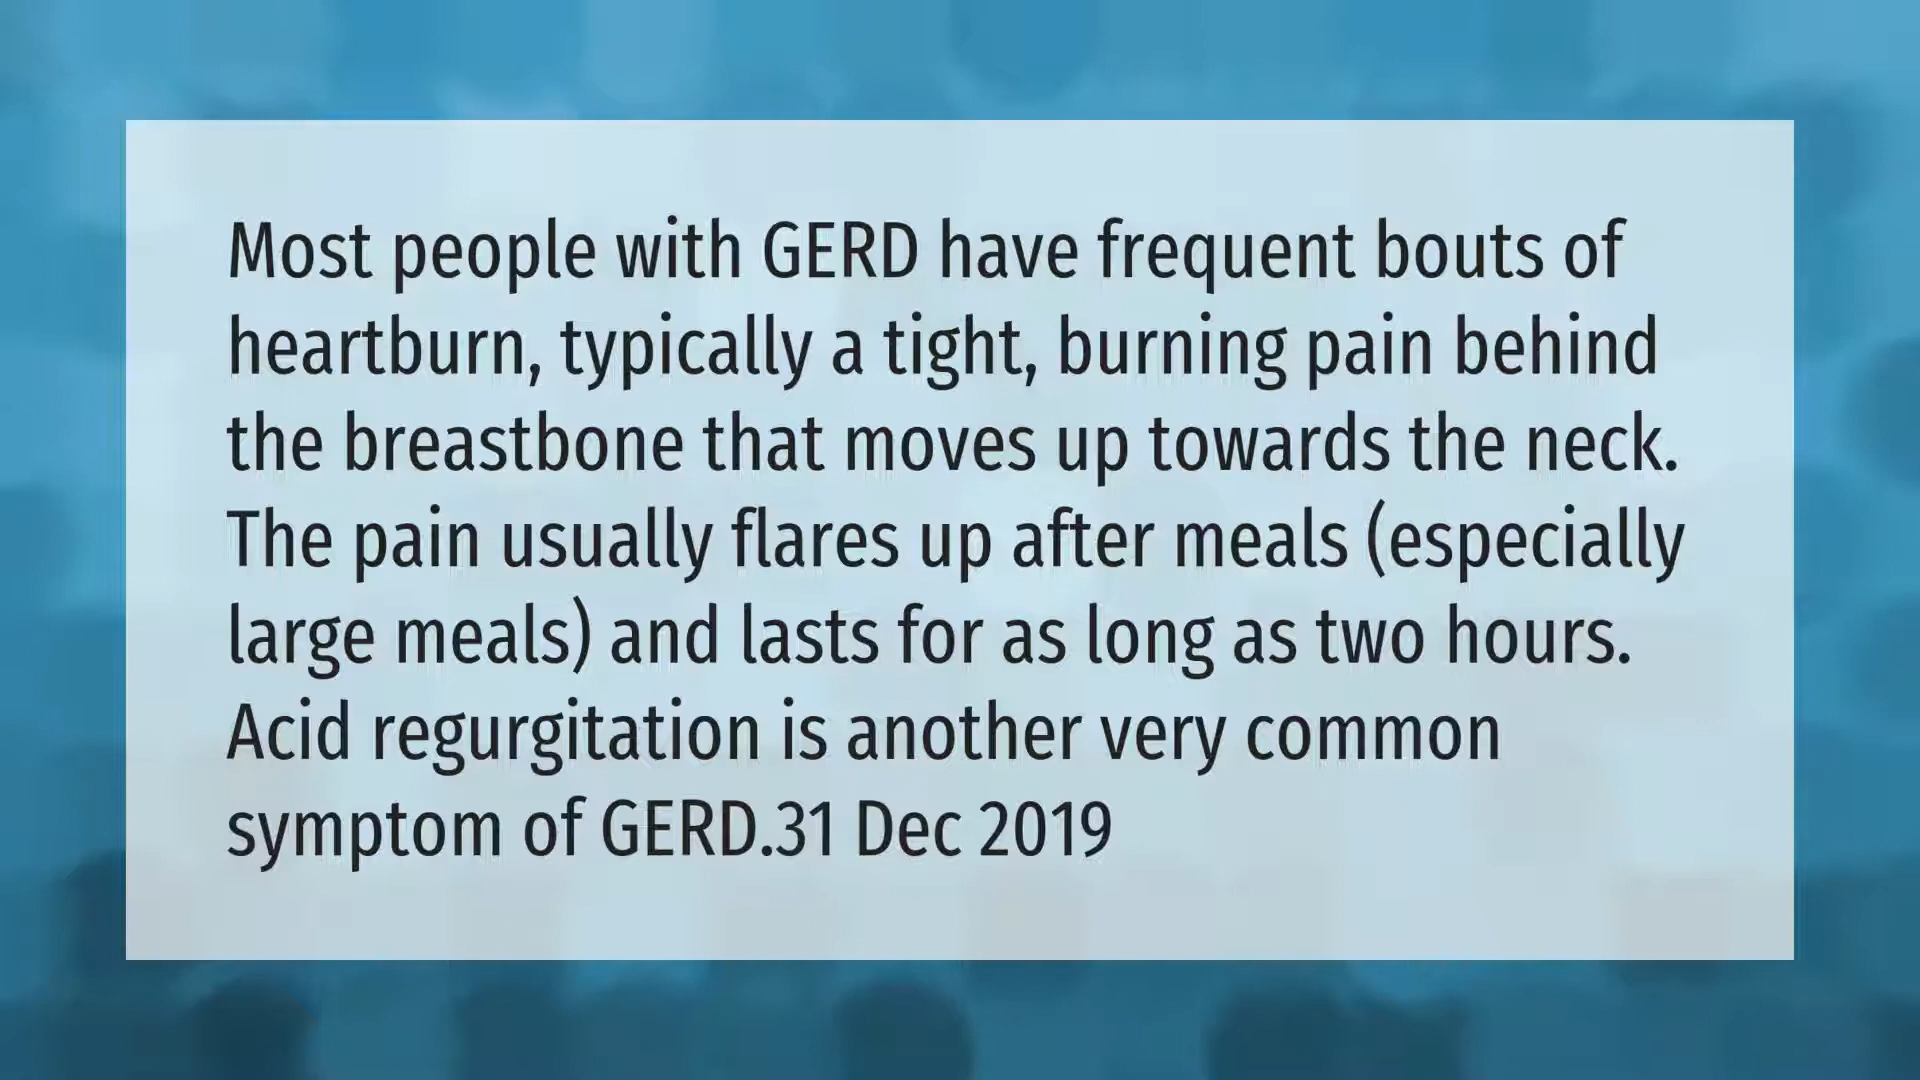 Most people with GERD have frequent bouts of
heartburn, typically a tight, burning pain behind
the breastbone that moves up towards the neck.
The pain usually flares up after meals (especially
large meals) and lasts for as long as two hours.
Acid regurgitation is another very common
symptom of GERD.31 Dec 2019